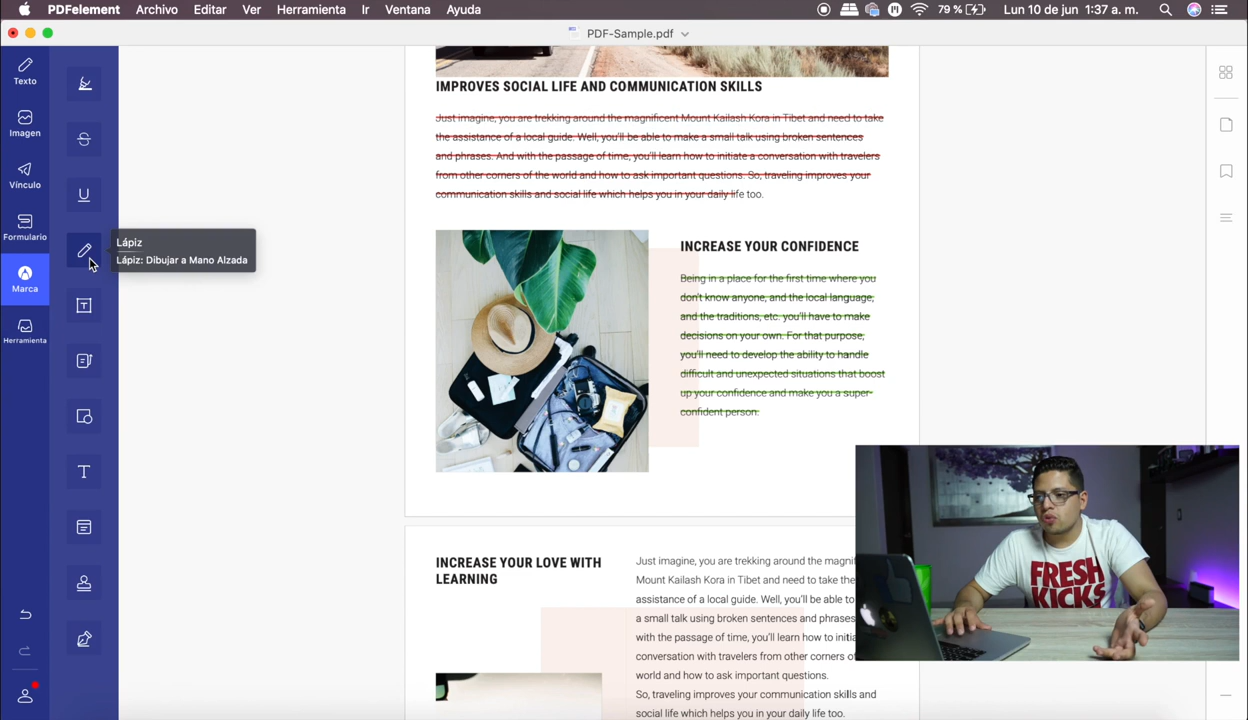 PDFelement Archivo Editar Ver Herramienta Ir Ventana Ayuda
79 % Lun 10 de jun 1:37 a. m.
PDF-Sample.pdf
Texto
Imagen
Vínculo
Formulario
Marca
Herramienta
Lápiz
Lápiz: Dibujar a Mano Alzada
IMPROVES SOCIAL LIFE AND COMMUNICATION SKILLS
Just imagine, you are trekking around the magnificent Mount Kailash Kora in Tibet and need to take
the assistance of a local guide. Well, you'll be able to make a small talk using broken sentences
and phrases. And with the passage of time, you'll learn how to initiate a conversation with travelers
from other corners of the world and how to ask important questions. So, traveling improves your
communication skills and social life which helps you in your daily life too.
INCREASE YOUR CONFIDENCE
Being in a place for the first time where you
don't know anyone, and the local language,
and the traditions, etc. you'll have to make
decisions on your own. For that purpose,
you'll need to develop the ability to handle
difficult and unexpected situations that boost
up your confidence and make you a super-
confident person.
INCREASE YOUR LOVE WITH
LEARNING
Just imagine, you are trekking around the magnifi
Mount Kailash Kora in Tibet and need to take the
assistance of a local guide. Well, you'll be able to
a small talk using broken sentences and phrases
with the passage of time, you'll learn how to initia
conversation with travelers from other corners of
world and how to ask important questions.
So, traveling improves your communication skills and
social life which helps you in your daily life too.
FRESH
KICKS